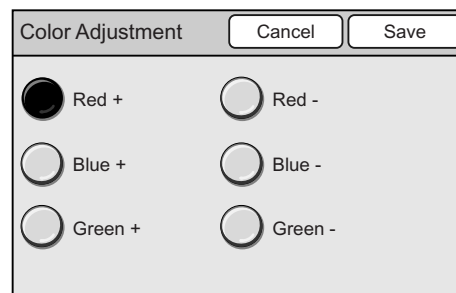 Color Adjustment Cancel Save
Red + Red -
Blue + Blue -
Green + Green -